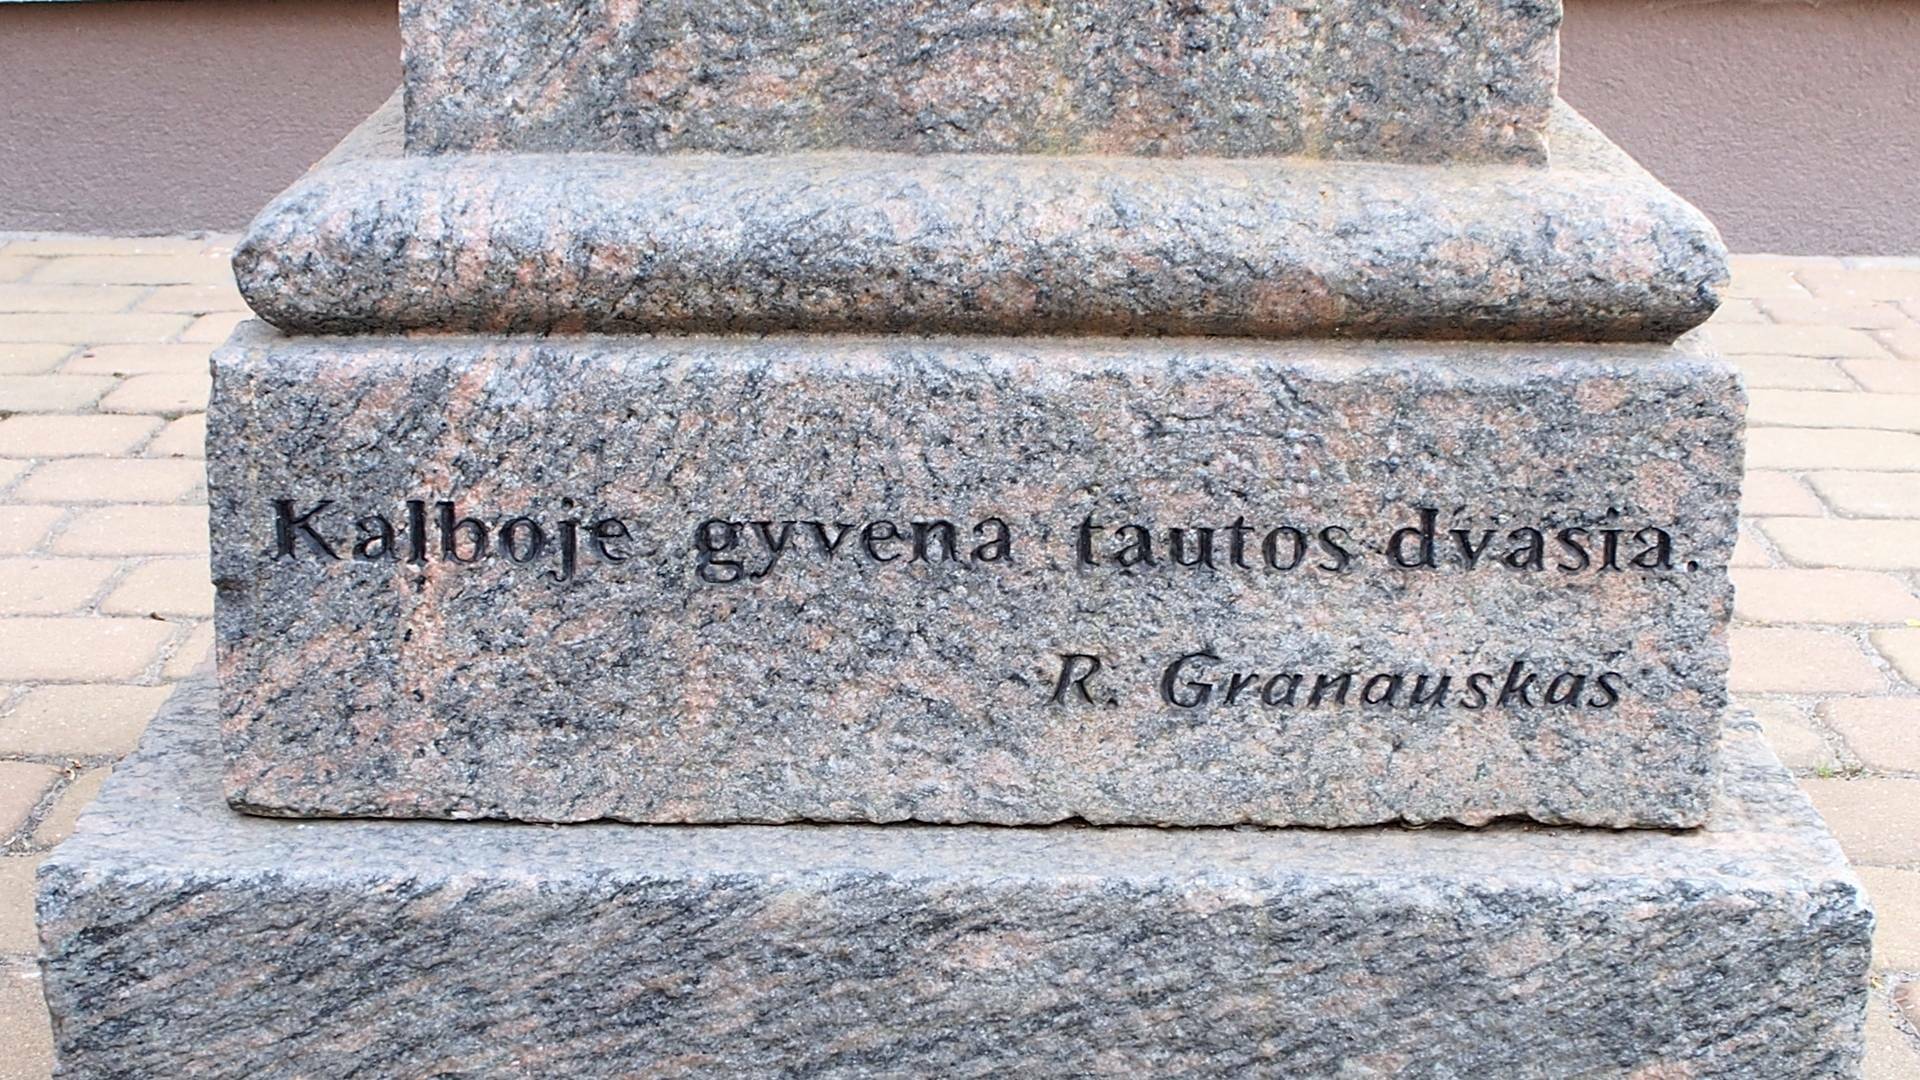 Kalboje gyvena tautos dvasia.
R. Granauskas